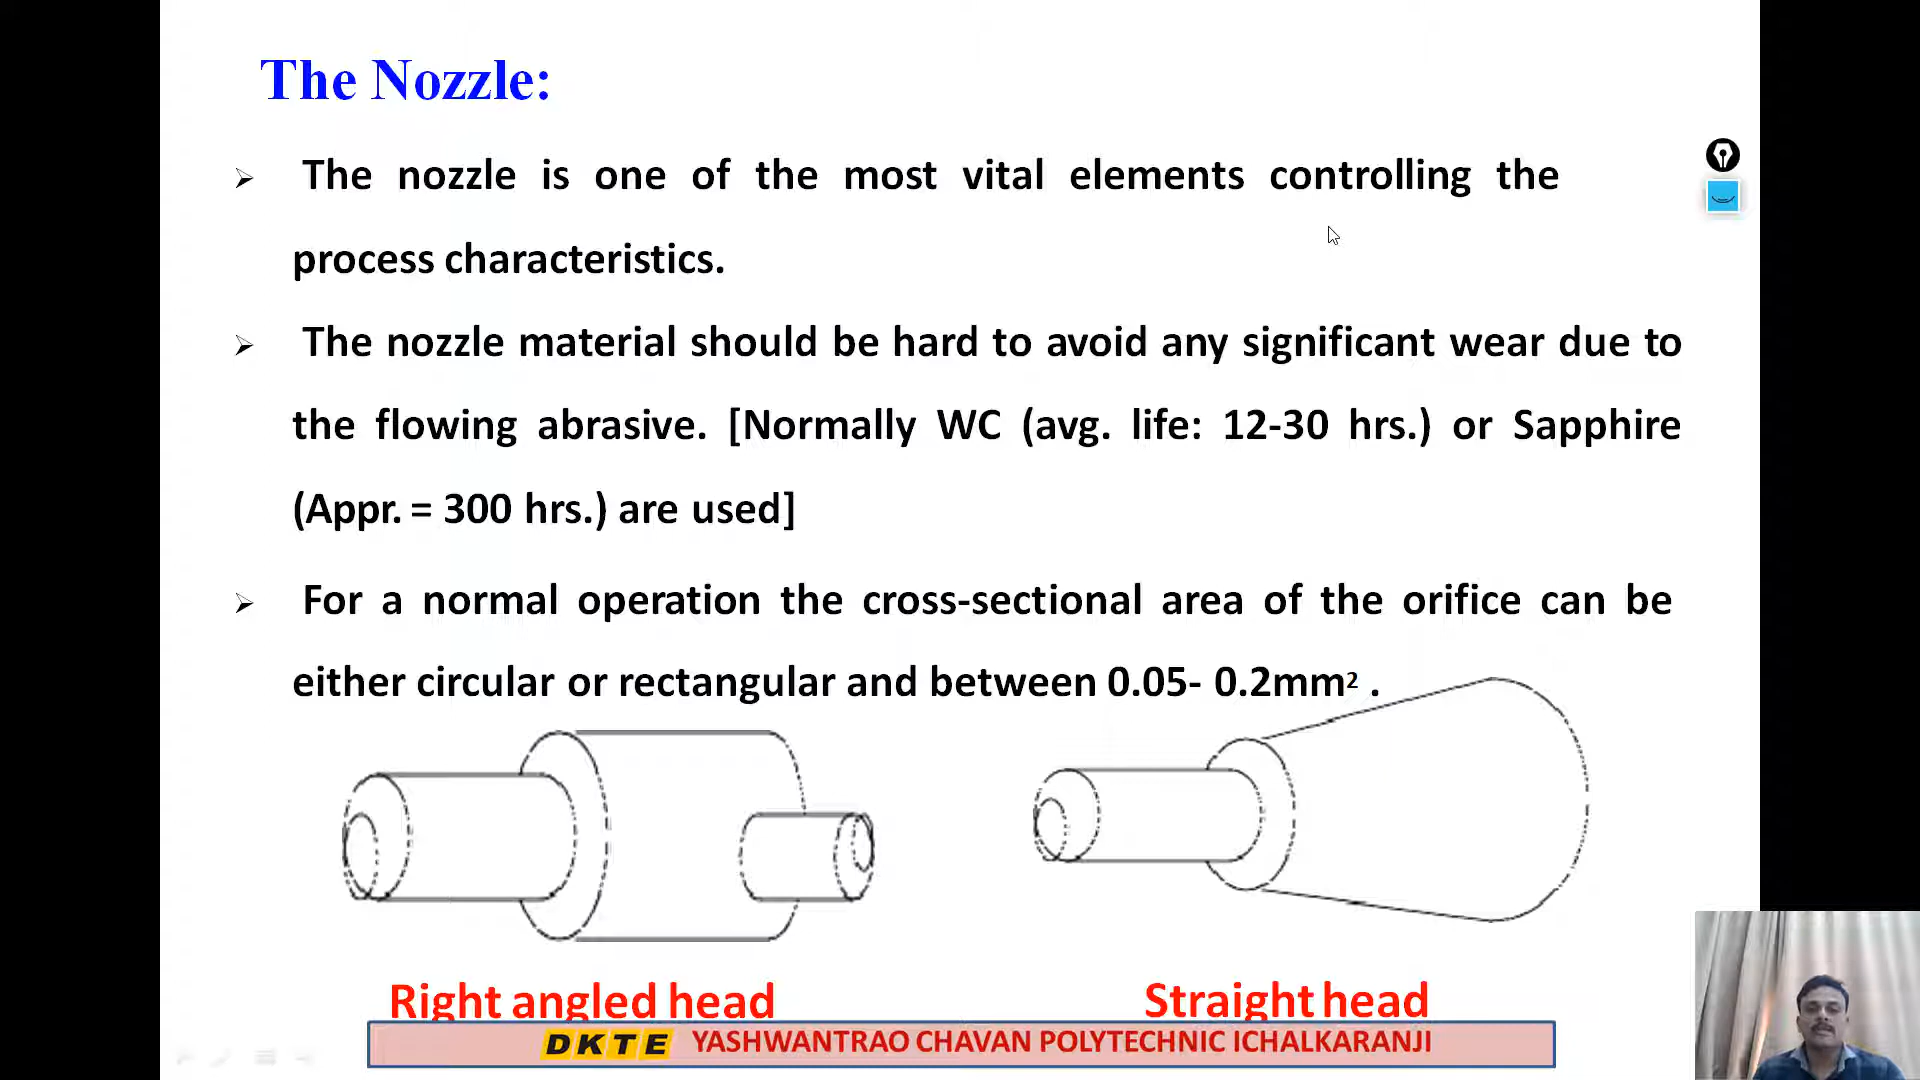 The Nozzle:
The nozzle is one of the most vital elements controlling the
process characteristics.
The nozzle material should be hard to avoid any significant wear due to
the flowing abrasive. [Normally WC (avg. life: 12-30 hrs.) or Sapphire
(Appr. = 300 hrs.) are used]
For a normal operation the cross-sectional area of the orifice can be
either circular or rectangular and between 0.05- 0.2mm² .
Right angled head
Straight head
DKTE YASHWANTRAO CHAVAN POLYTECHNIC ICHALKARANJI